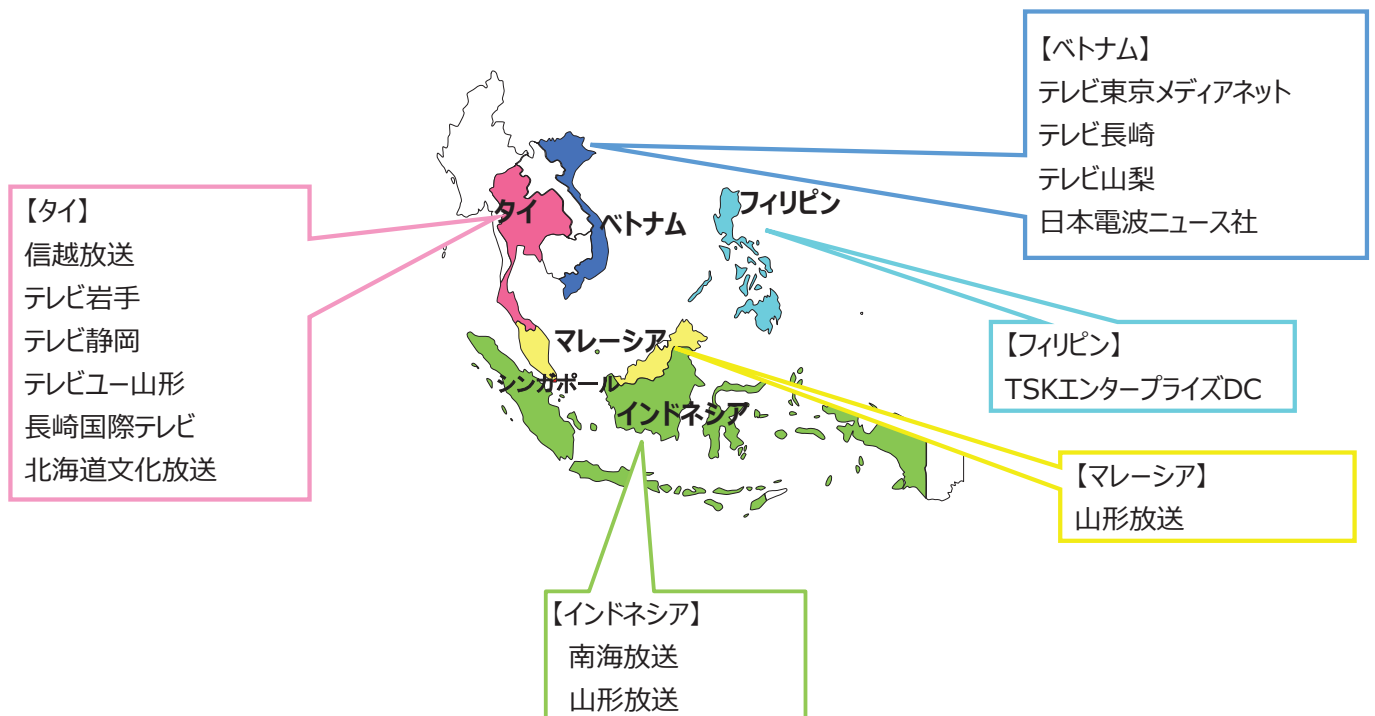 【ベトナム】
テレビ東京メディアネット
テレビ長崎
テレビ山梨
日本電波ニュース社
【タイ】
信越放送
テレビ岩手
テレビ静岡
テレビユー山形
長崎国際テレビ
北海道文化放送
タイ
ベトナム
フィリピン
マレーシア
シンガポール
インドネシア
【フィリピン】
TSKエンタープライズDC
【マレーシア】
山形放送
【インドネシア】
南海放送
山形放送